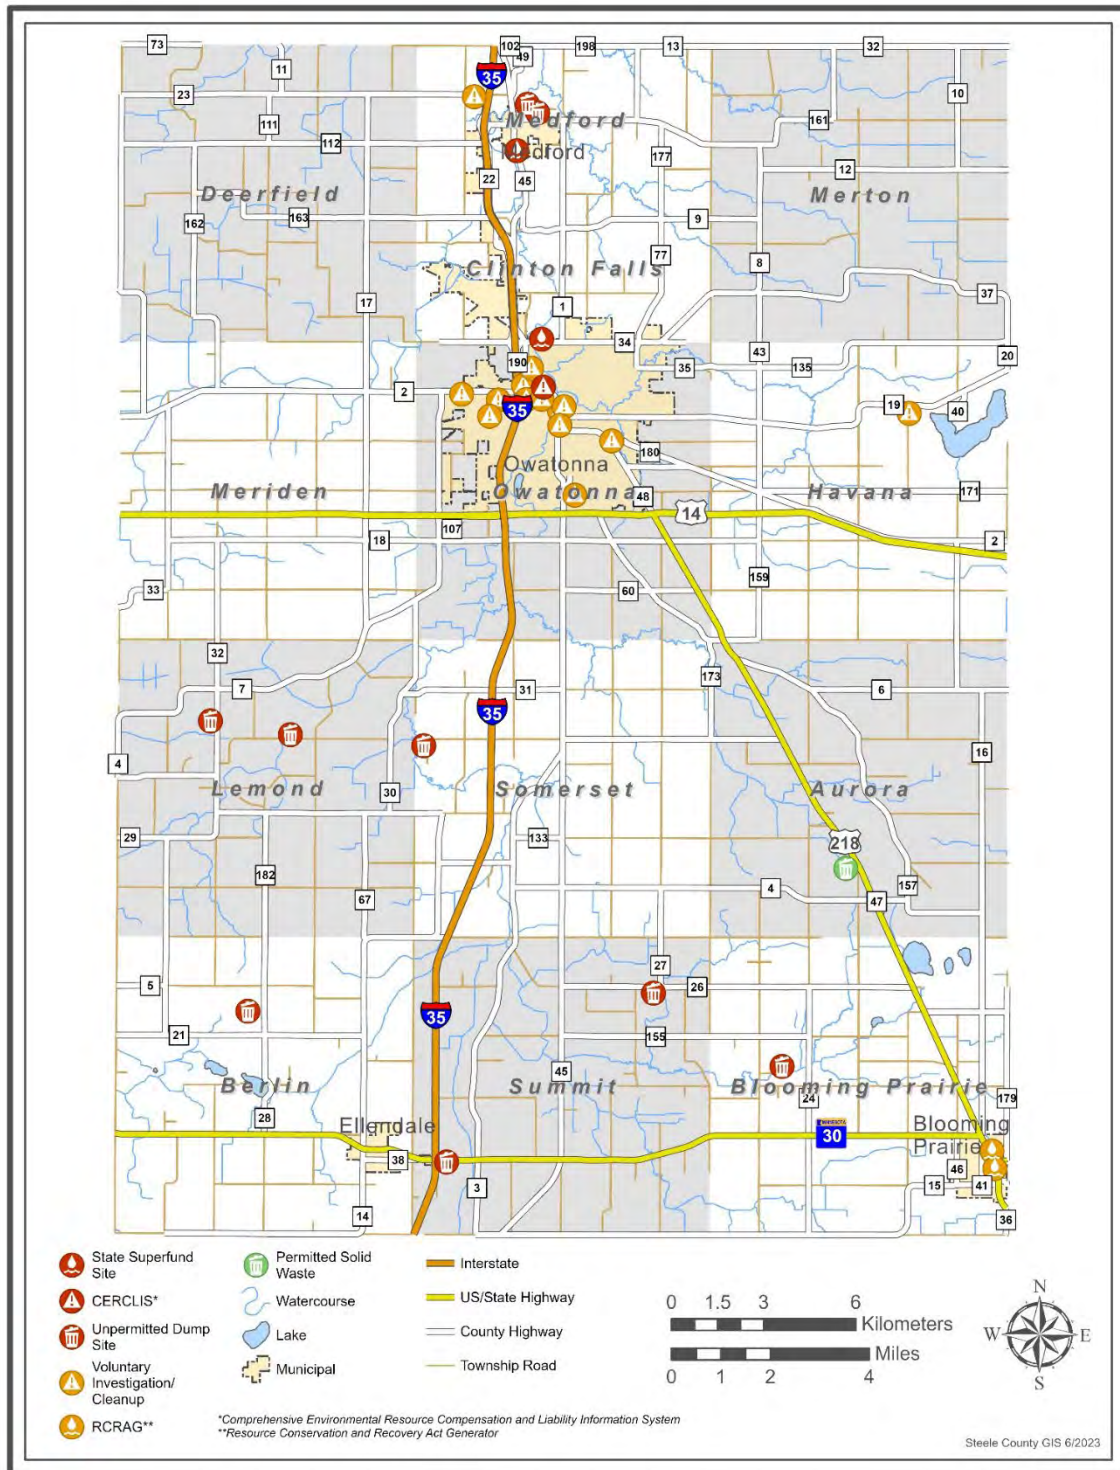 73
102
198
13
32
11
49
35
23
10
Medford
161
111
112
Medford
177
12
22
45
Deerfield
Merton
163
162
9
77
Clinton Falls
8
37
17
1
34
43
20
190
35
135
2
19
40
35
180
Owatonna
Meriden
Owatonna
48
Havana
171
14
107
18
2
159
33
60
32
173
7
31
6
35
16
4
Lemond
30
Somerset
Aurora
29
133
218
182
4
157
67
47
27
5
26
35
21
155
45
Berlin
Summit
Blooming Prairie
24
179
28
Ellendale
Blooming
MINNESOTA
30
Prairie
38
46
3
15
41
14
36
State Superfund
Site
CERCLIS*
Unpermitted Dump
Site
Voluntary
Investigation/
Cleanup
RCRAG**
Permitted Solid
Waste
Watercourse
Lake
Municipal
Interstate
US/State Highway
County Highway
Township Road
0 1.5 3 6
Kilometers
Miles
0 1 2 4
N
W E
S
*Comprehensive Environmental Resource Compensation and Liability Information System
**Resource Conservation and Recovery Act Generator
Steele County GIS 6/2023